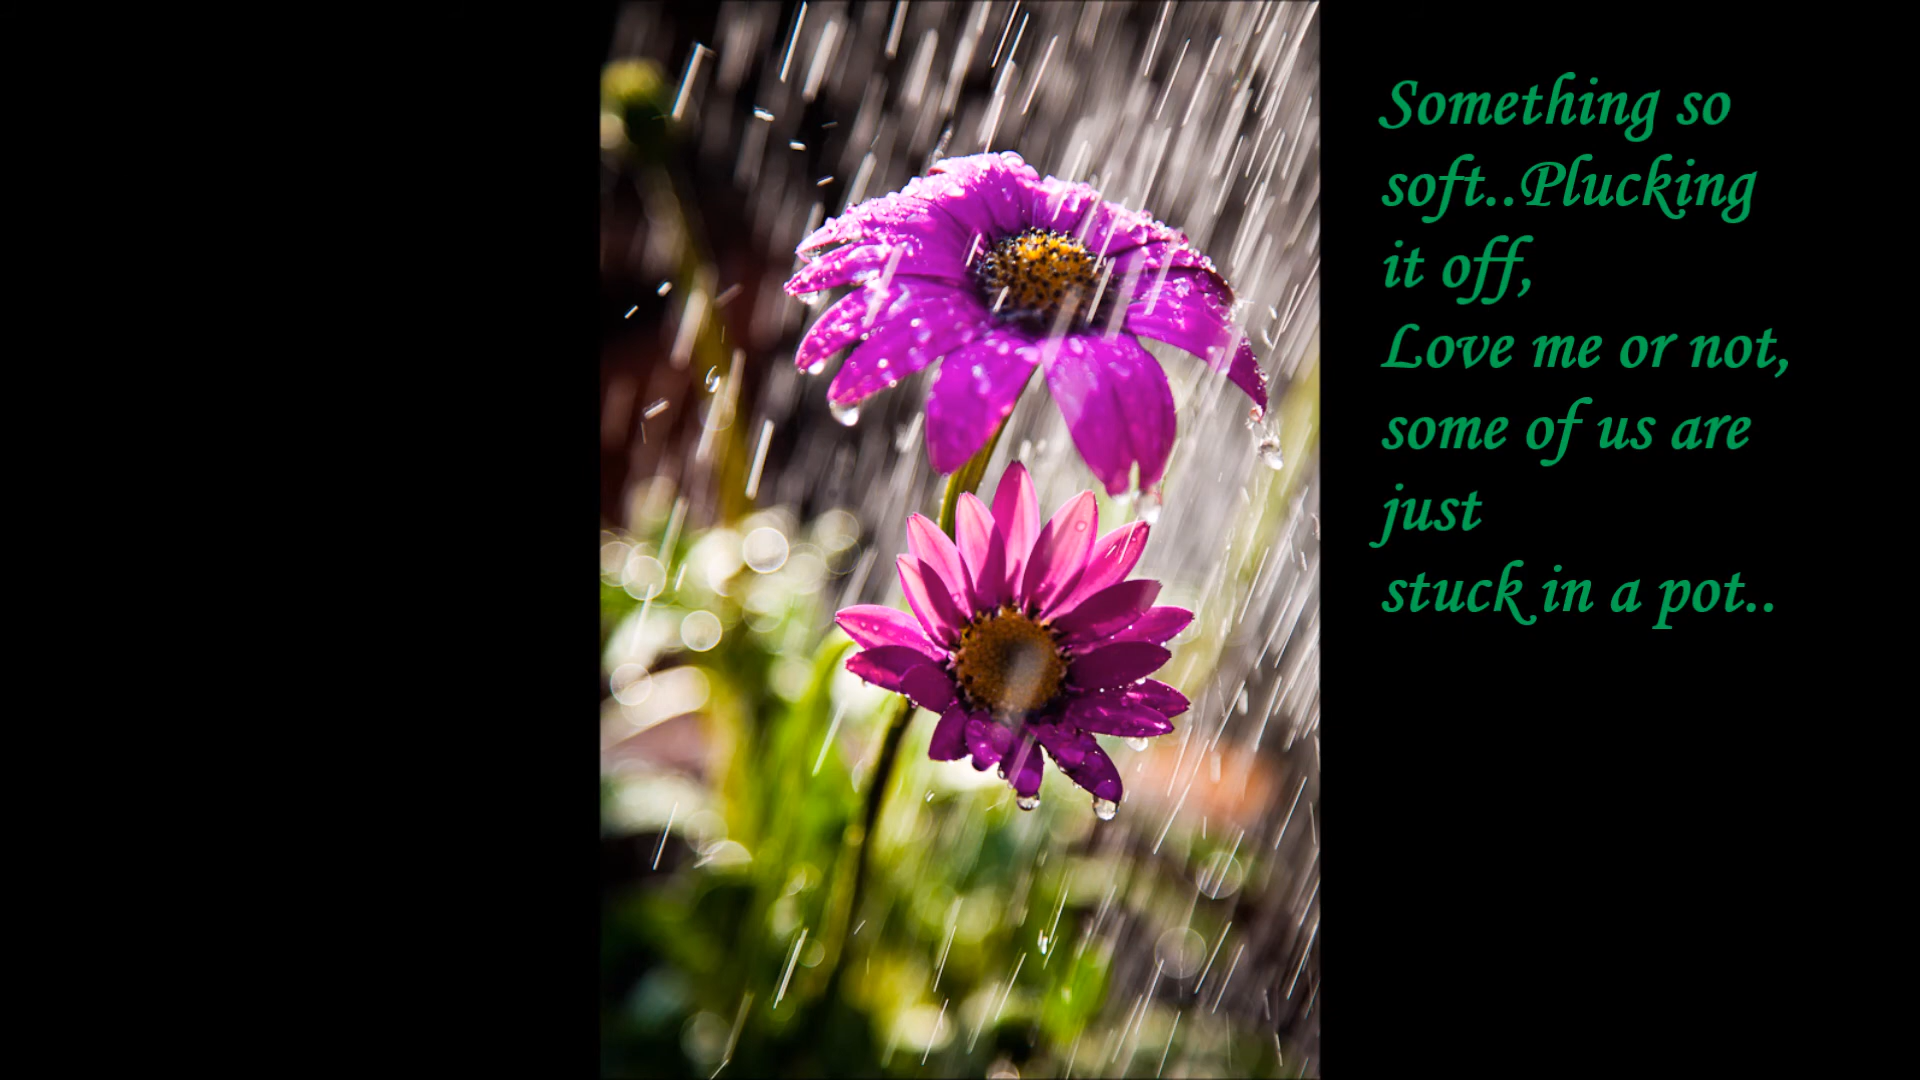 Something so
soft..Plucking
it off,
Love me or not,
some of us are
just
stuck in a pot..